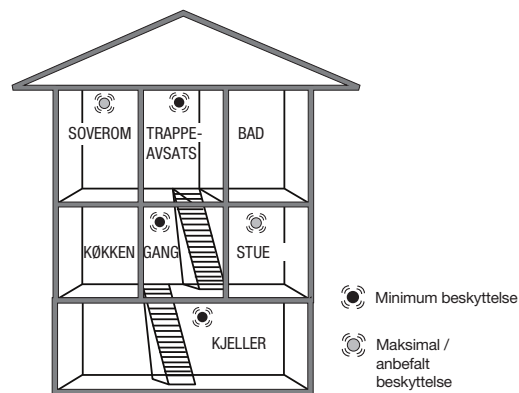 SOVEROM
TRAPPE-
AVSATS
BAD
KØKKEN
GANG
STUE
KJELLER
Minimum beskyttelse
Maksimal /
anbefalt
beskyttelse